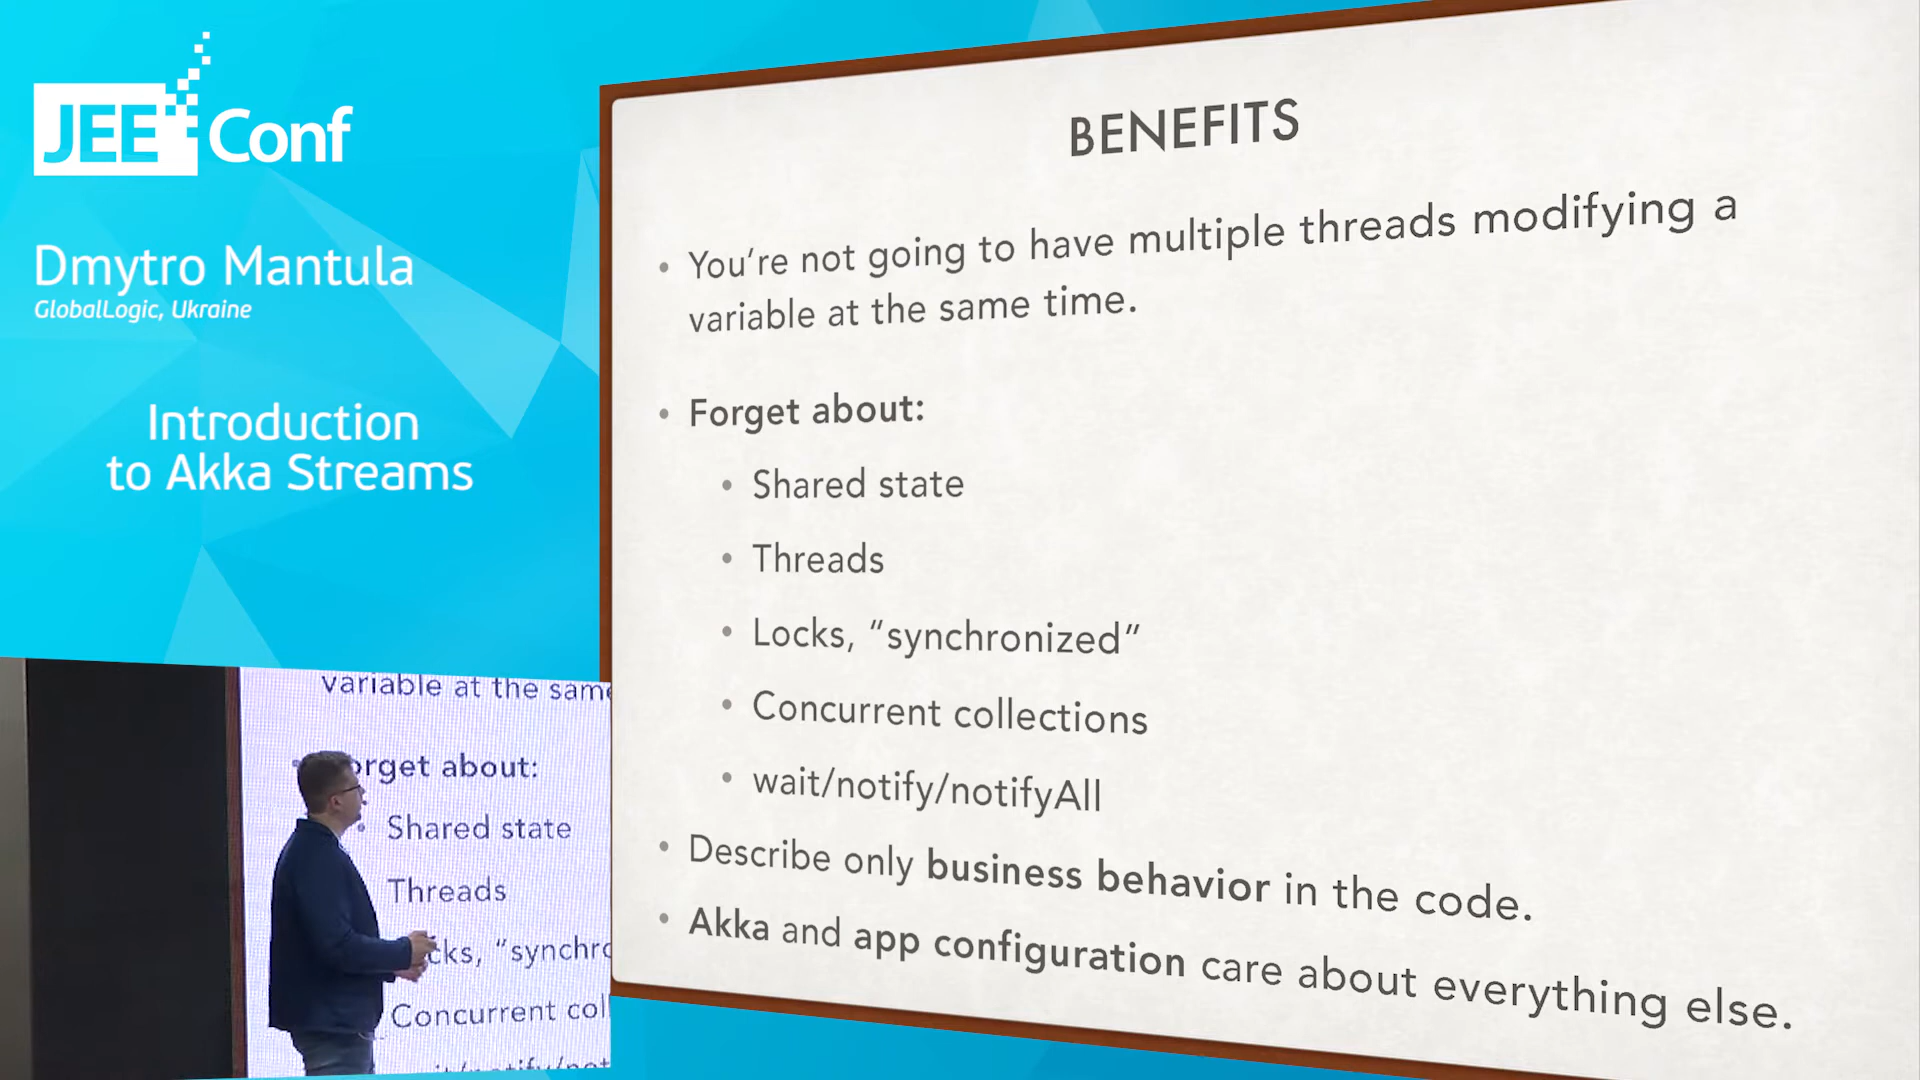 JEE Conf
Dmytro Mantula
GlobalLogic, Ukraine
Introduction
to Akka Streams
BENEFITS
• You're not going to have multiple threads modifying a
variable at the same time.
• Forget about:
• Shared state
• Threads
• Locks, “synchronized”
• Concurrent collections
• wait/notify/notifyAll
• Describe only business behavior in the code.
• Akka and app configuration care about everything else.
variable at the same
rget about:
• Shared state
Threads
cks, “synchro
Concurrent col